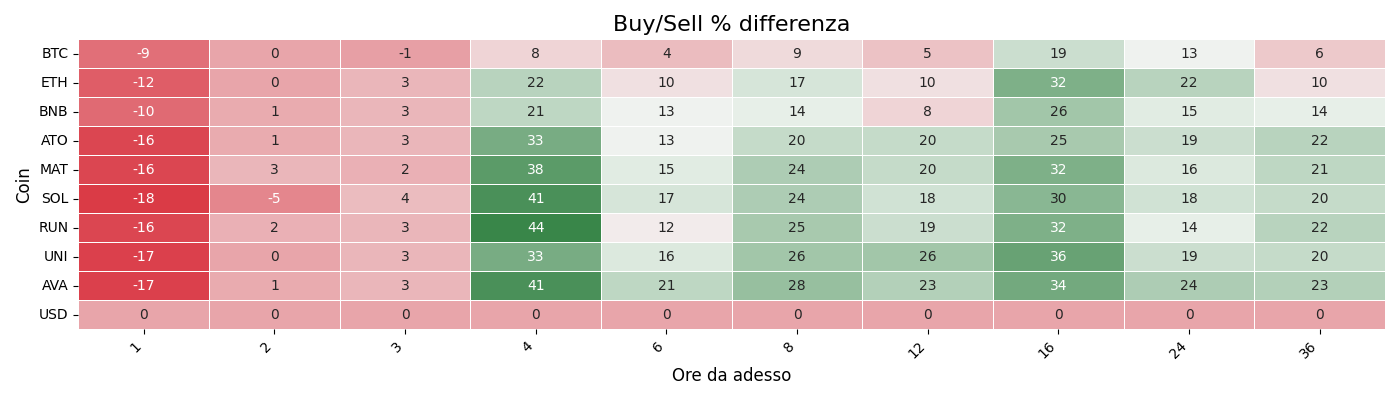 Buy/Sell % differenza
Coin
BTC -9 0 -1 8 4 9 5 19 13 6
ETH -12 0 3 22 10 17 10 32 22 10
BNB -10 1 3 21 13 14 8 26 15 14
ATO -16 1 3 33 13 20 20 25 19 22
MAT -16 3 2 38 15 24 20 32 16 21
SOL -18 -5 4 41 17 24 18 30 18 20
RUN -16 2 3 44 12 25 19 32 14 22
UNI -17 0 3 33 16 26 26 36 19 20
AVA -17 1 3 41 21 28 23 34 24 23
USD 0 0 0 0 0 0 0 0 0 0
1 2 3 4 6 8 12 16 24 36
Ore da adesso